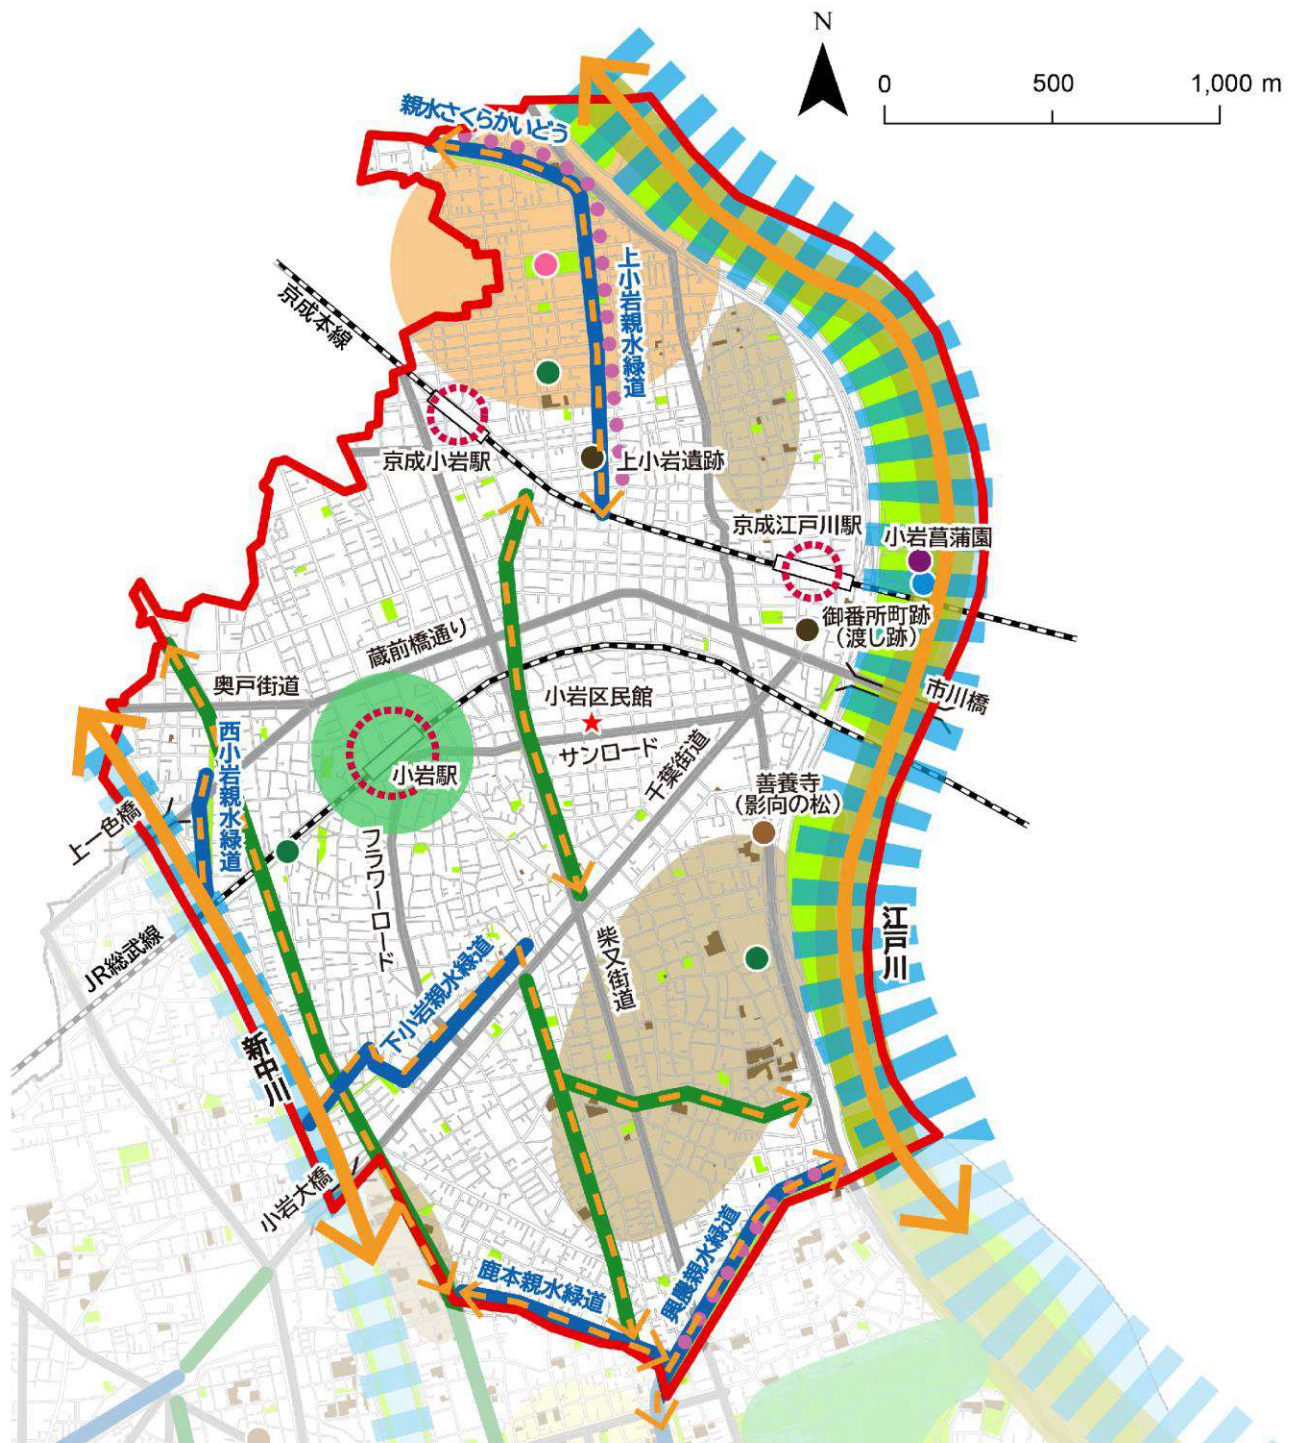 N
0 500 1,000 m
親水さくらかいどう
上小岩親水緑道
京成本線
京成小岩駅
上小岩遺跡
京成江戸川駅
小岩菖蒲園
御番所町跡
（渡し跡）
蔵前橋通り
奥戸街道
小岩区民館
市川橋
西小岩親水緑道
サンロード
小岩駅
千葉街道
善養寺
（影向の松）
上一色橋
フラワーロード
江戸川
柴又街道
JR総武線
下小岩親水緑道
新中川
小岩大橋
鹿本親水緑道
興農親水緑道